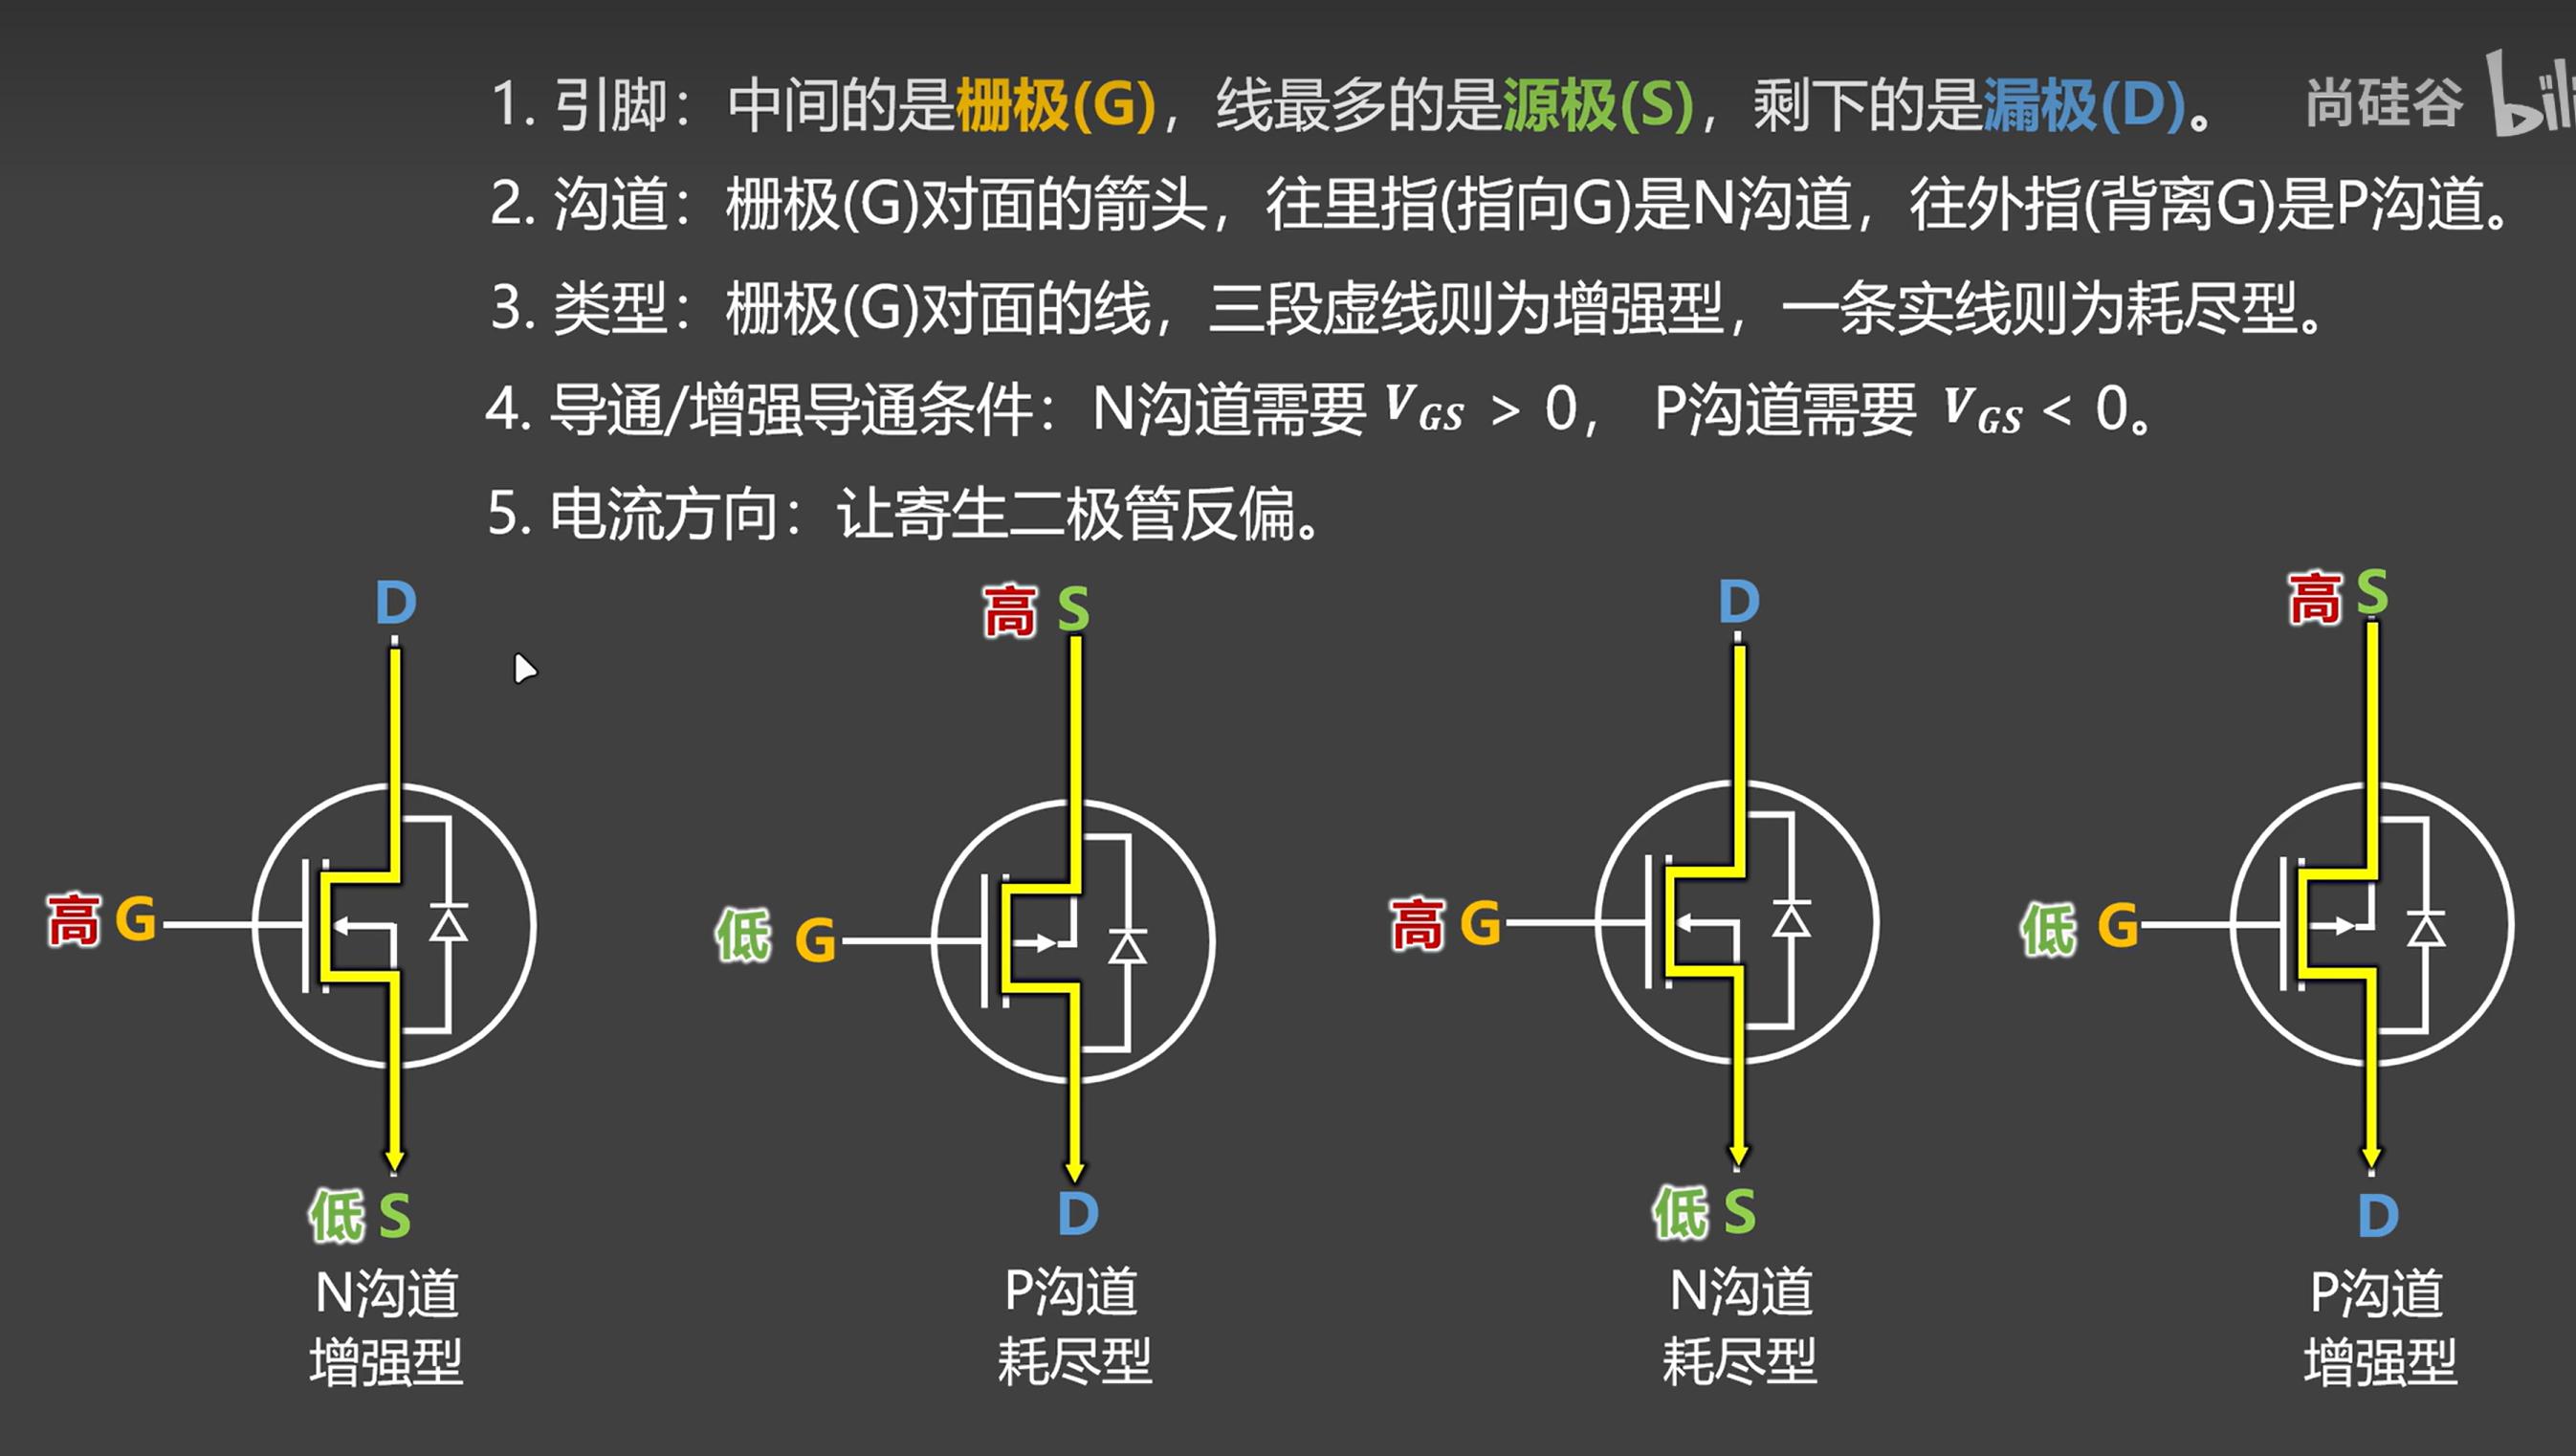 1. 引脚：中间的是栅极(G)，线最多的是源极(S)，剩下的是漏极(D)。
尚硅谷 bili
2. 沟道：栅极(G)对面的箭头，往里指(指向G)是N沟道，往外指(背离G)是P沟道。
3. 类型：栅极(G)对面的线，三段虚线则为增强型，一条实线则为耗尽型。
4. 导通/增强导通条件：N沟道需要 V_GS > 0， P沟道需要 V_GS < 0。
5. 电流方向：让寄生二极管反偏。
D
高 G
低 S
N沟道
增强型
高 S
低 G
D
P沟道
耗尽型
D
高 G
低 S
N沟道
耗尽型
高 S
低 G
D
P沟道
增强型